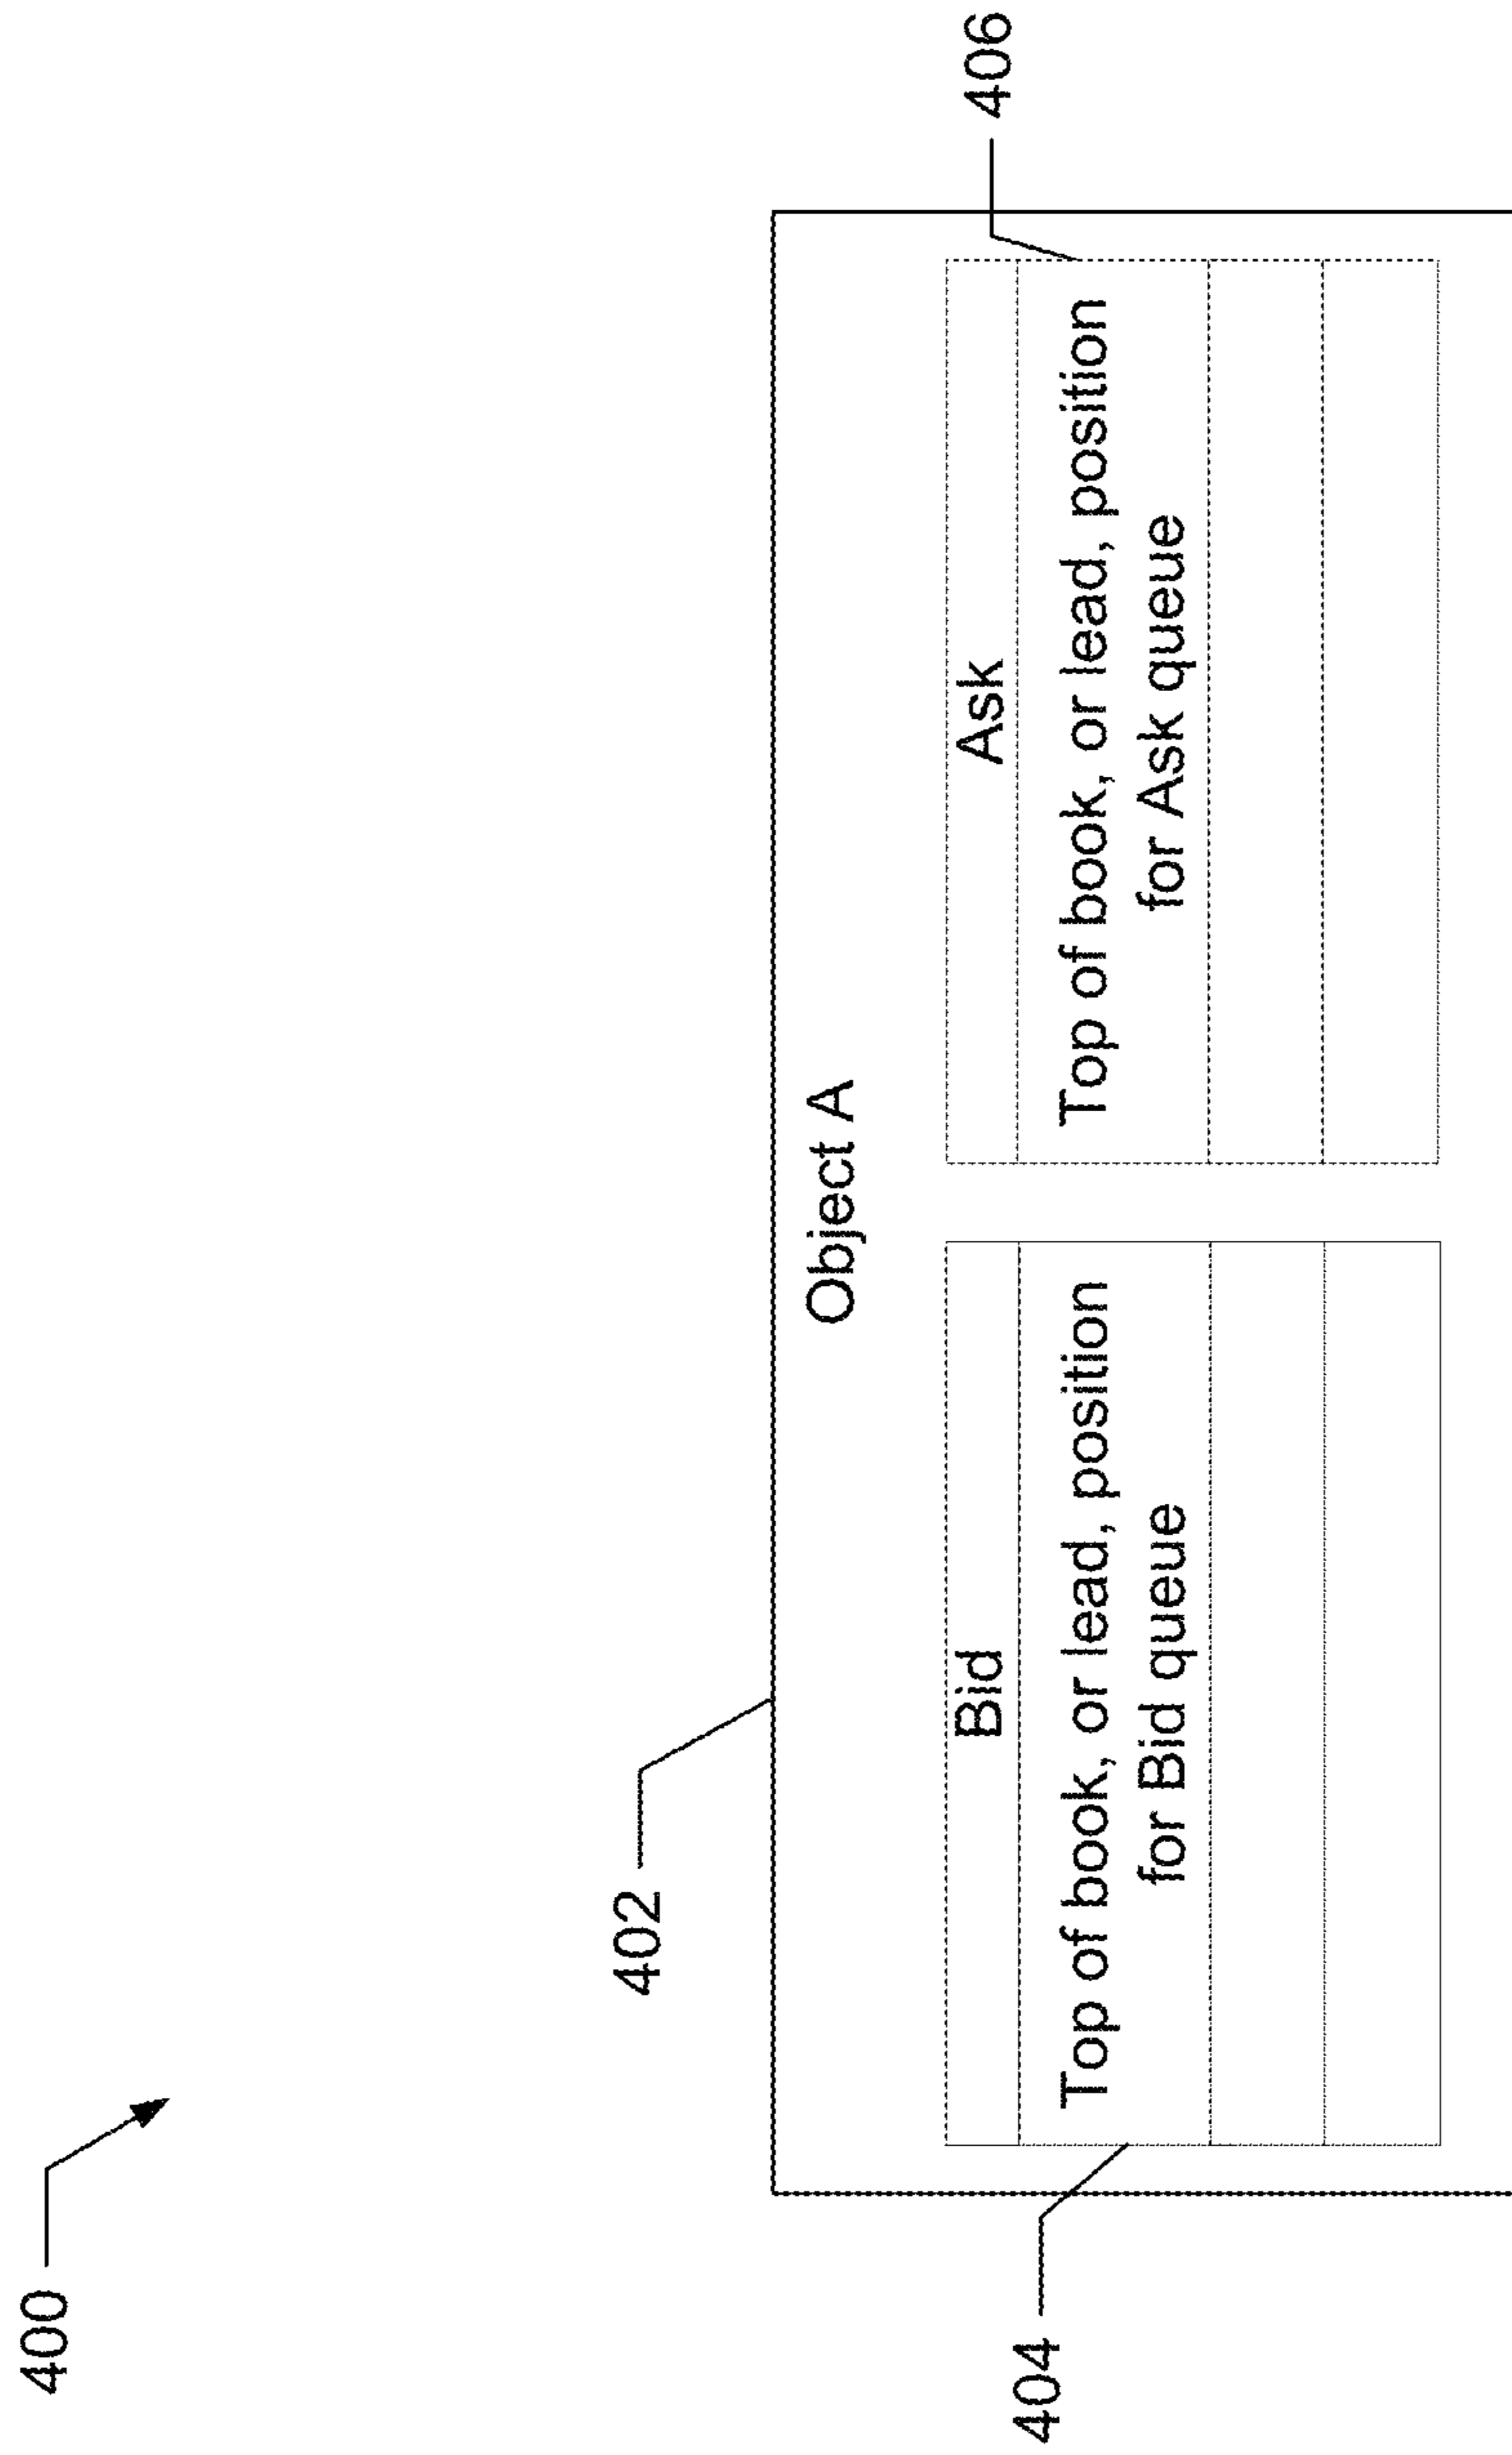 400
402
Object A
404
406
Bid
Top of book, or lead, position
for Bid queue
Ask
Top of book, or lead, position
for Ask queue